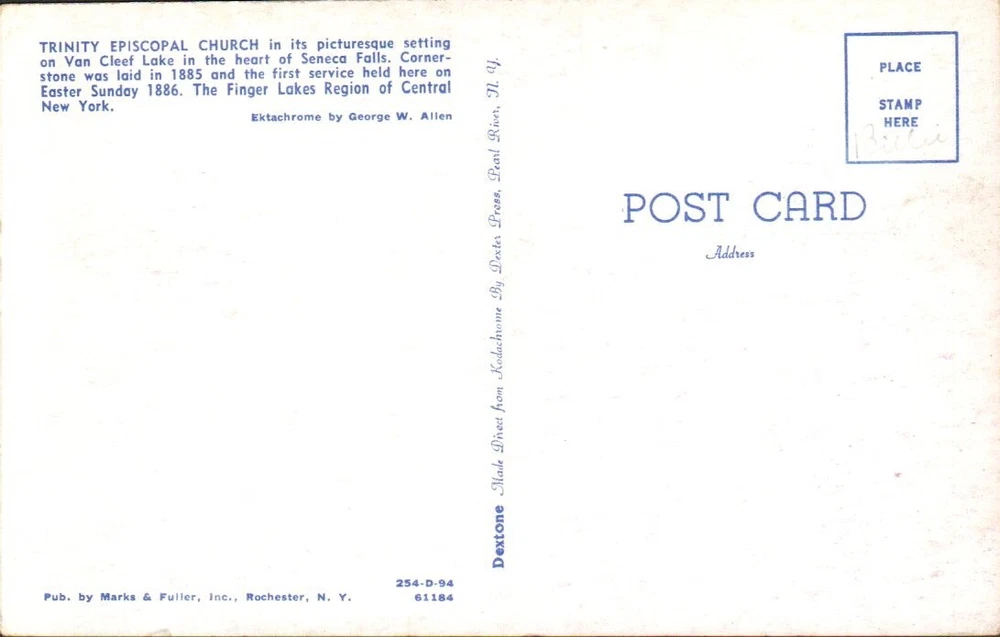 TRINITY EPISCOPAL CHURCH in its picturesque setting
on Van Cleef Lake in the heart of Seneca Falls. Corner-
stone was laid in 1885 and the first service held here on
Easter Sunday 1886. The Finger Lakes Region of Central
New York.
Ektachrome by George W. Allen
254-D-94
Pub. by Marks & Fuller, Inc., Rochester, N. Y. 61184
Dextone Made Direct from Kodachrome By Dexter Press, Pearl River, N. Y.
PLACE
STAMP
HERE
POST CARD
Address